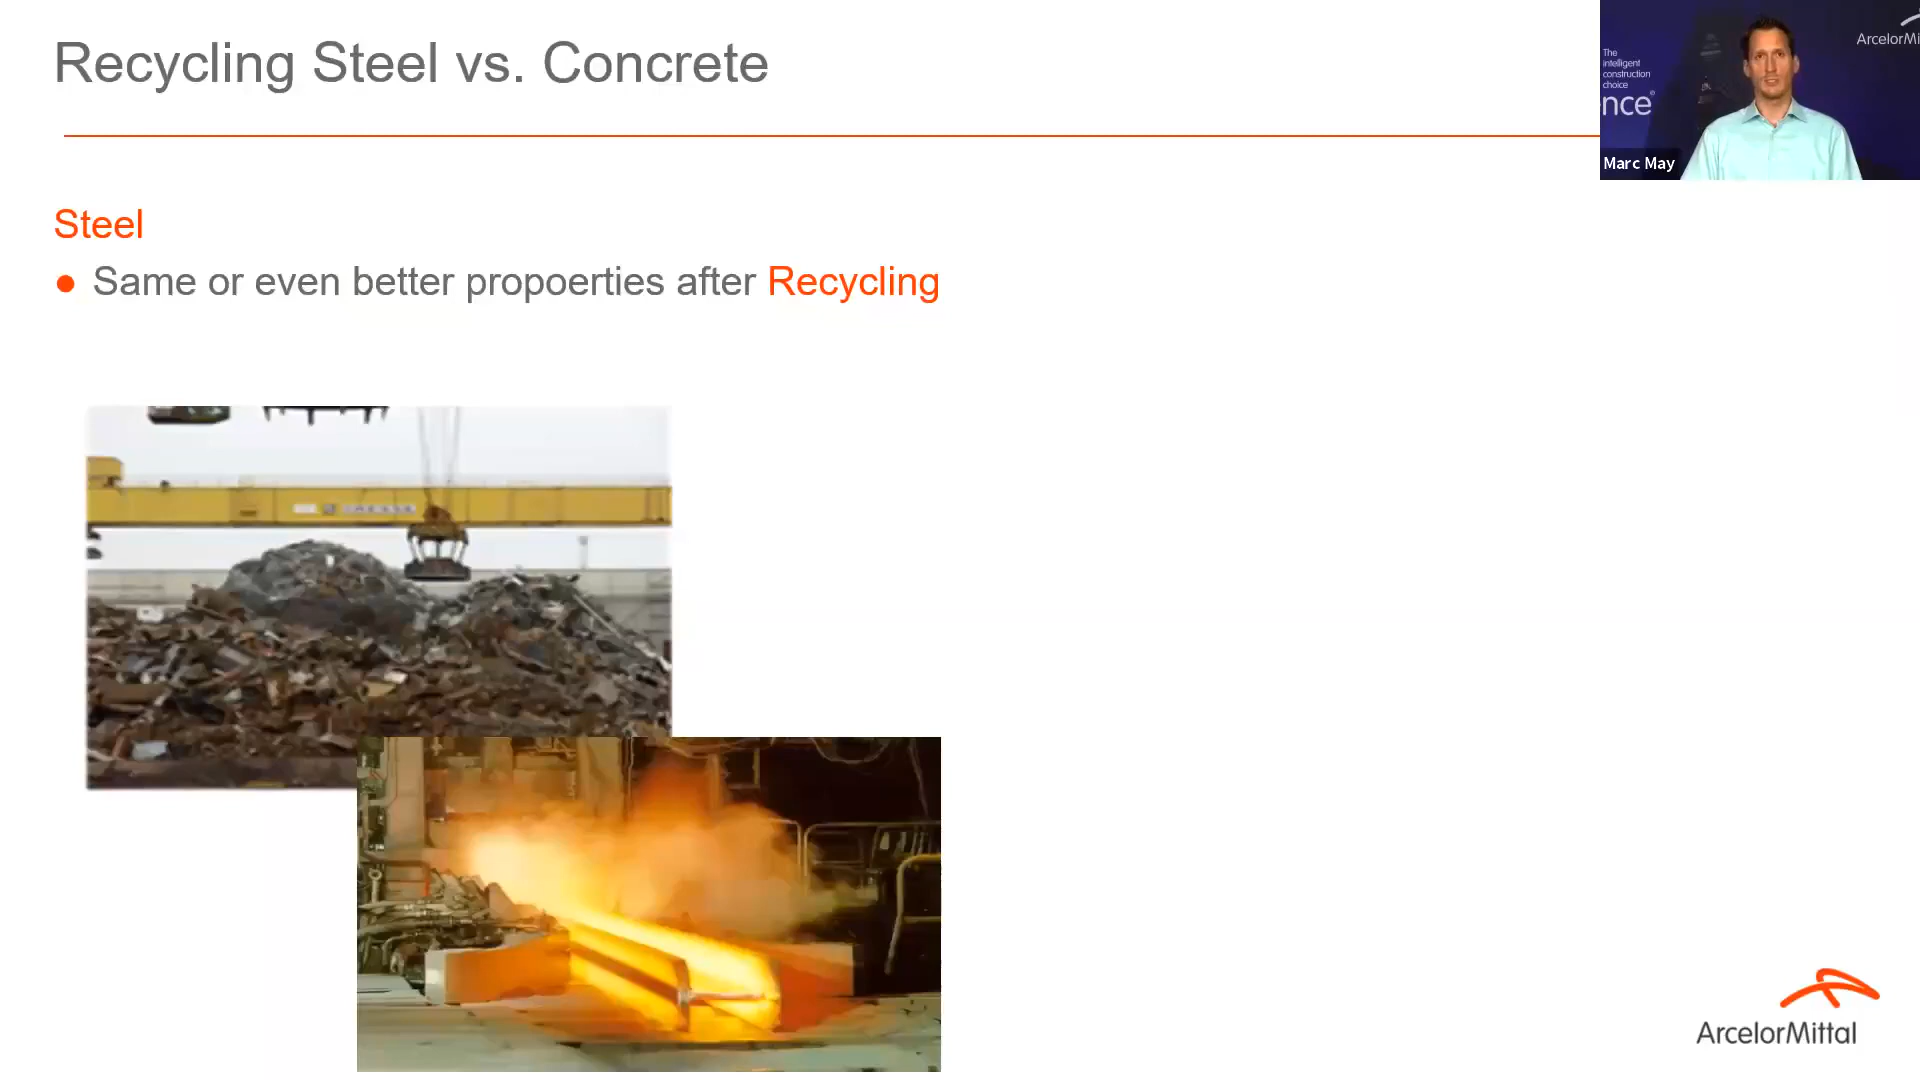 Recycling Steel vs. Concrete
The
intelligent
construction
choice
nce
ArcelorMi
Marc May
Steel
Same or even better propoerties after Recycling
ArcelorMittal